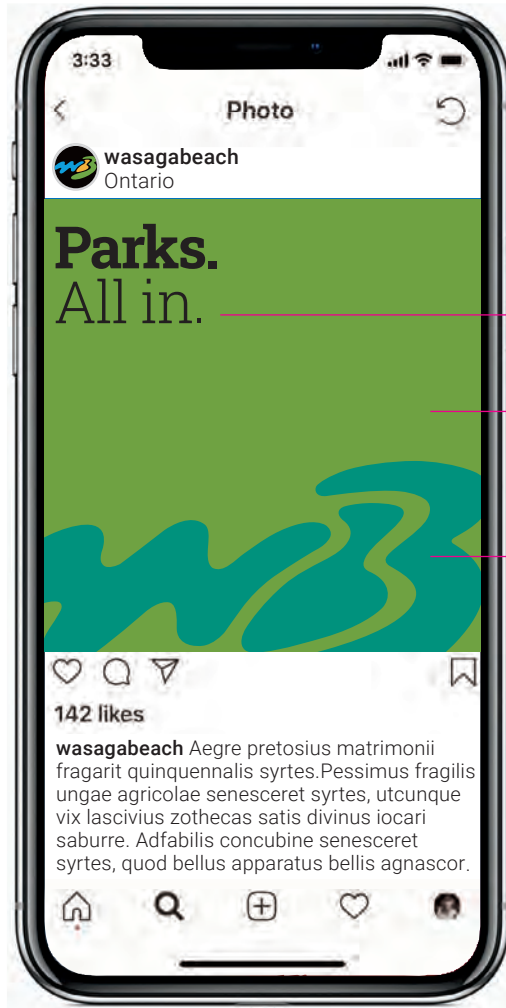 3:33
Photo
wasagabeach
Ontario
Parks.
All in.
142 likes
wasagabeach Aegre pretosius matrimonii
fragarit quinquennalis syrtes.Pessimus fragilis
ungae agricolae senesceret syrtes, utcunque
vix lascivius zothecas satis divinus iocari
saburre. Adfabilis concubine senesceret
syrtes, quod bellus apparatus bellis agnascor.